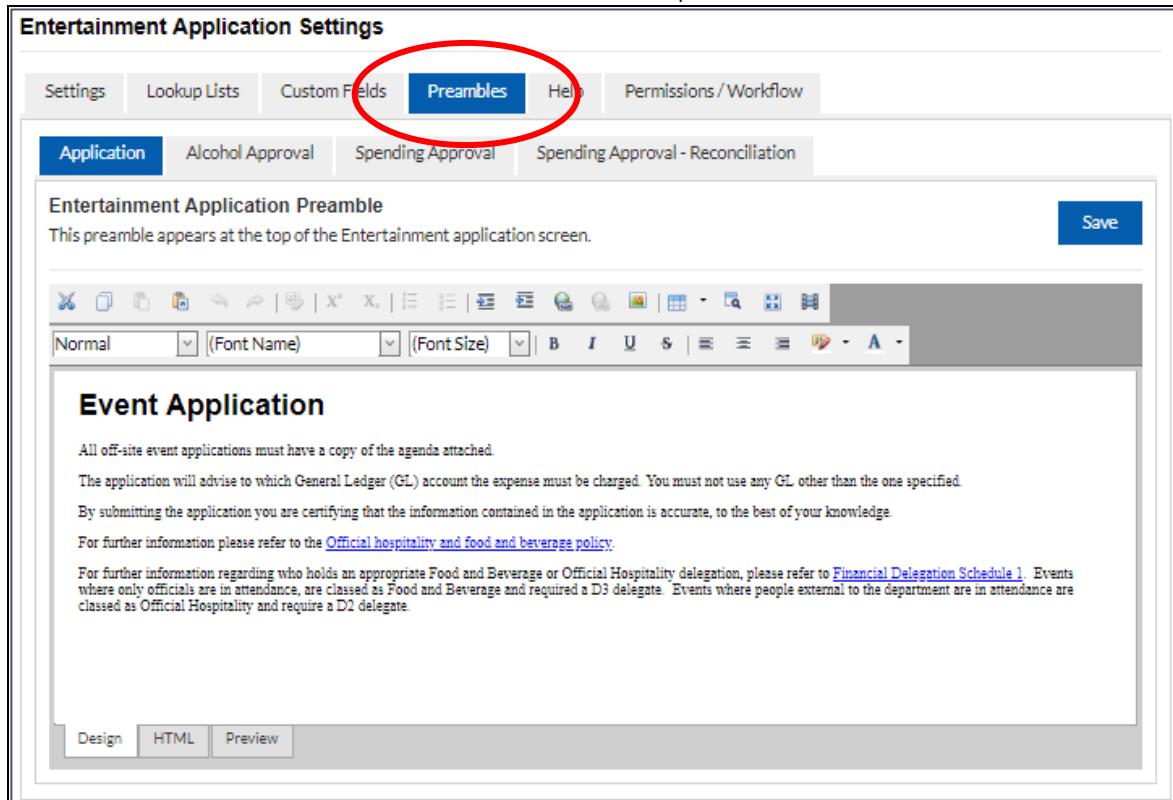 Entertainment Application Settings
Settings Lookup Lists Custom Fields Preambles Help Permissions / Workflow
Application Alcohol Approval Spending Approval Spending Approval - Reconciliation
Entertainment Application Preamble
Save
This preamble appears at the top of the Entertainment application screen.
Normal (Font Name) (Font Size) B I U S A
Event Application
All off-site event applications must have a copy of the agenda attached.
The application will advise to which General Ledger (GL) account the expense must be charged. You must not use any GL other than the one specified.
By submitting the application you are certifying that the information contained in the application is accurate, to the best of your knowledge.
For further information please refer to the Official hospitality and food and beverage policy.
For further information regarding who holds an appropriate Food and Beverage or Official Hospitality delegation, please refer to Financial Delegation Schedule 1. Events
where only officials are in attendance, are classed as Food and Beverage and required a D3 delegate. Events where people external to the department are in attendance are
classed as Official Hospitality and require a D2 delegate.
Design HTML Preview